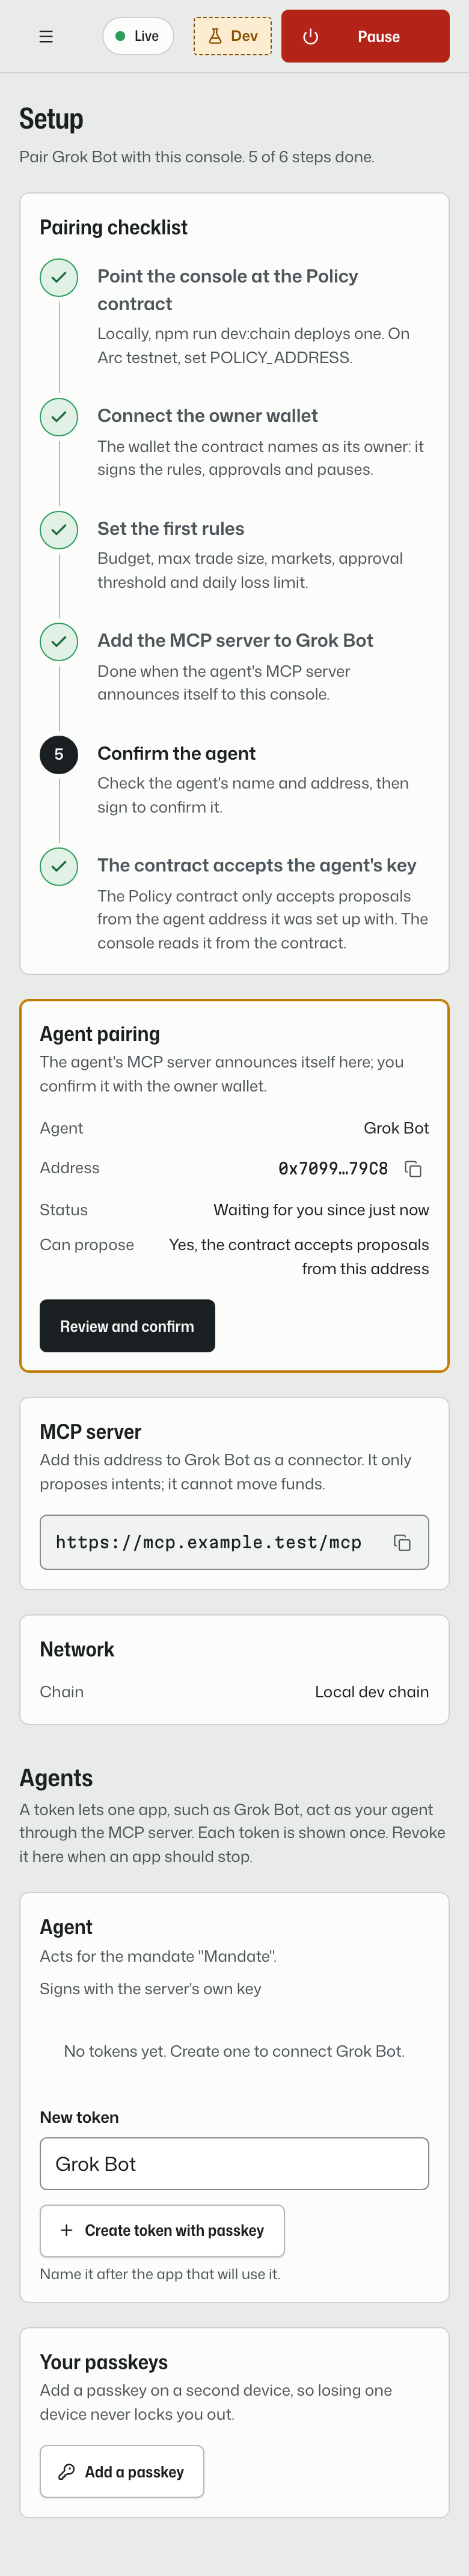 Live
Dev
Pause
Setup
Pair Grok Bot with this console. 5 of 6 steps done.
Pairing checklist
Point the console at the Policy
contract
Locally, npm run dev:chain deploys one. On
Arc testnet, set POLICY_ADDRESS.
Connect the owner wallet
The wallet the contract names as its owner: it
signs the rules, approvals and pauses.
Set the first rules
Budget, max trade size, markets, approval
threshold and daily loss limit.
Add the MCP server to Grok Bot
Done when the agent's MCP server
announces itself to this console.
5
Confirm the agent
Check the agent's name and address, then
sign to confirm it.
The contract accepts the agent's key
The Policy contract only accepts proposals
from the agent address it was set up with. The
console reads it from the contract.
Agent pairing
The agent's MCP server announces itself here; you
confirm it with the owner wallet.
Agent Grok Bot
Address 0x7099…79C8
Status Waiting for you since just now
Can propose Yes, the contract accepts proposals
from this address
Review and confirm
MCP server
Add this address to Grok Bot as a connector. It only
proposes intents; it cannot move funds.
https://mcp.example.test/mcp
Network
Chain Local dev chain
Agents
A token lets one app, such as Grok Bot, act as your agent
through the MCP server. Each token is shown once. Revoke
it here when an app should stop.
Agent
Acts for the mandate "Mandate".
Signs with the server's own key
No tokens yet. Create one to connect Grok Bot.
New token
Grok Bot
Create token with passkey
Name it after the app that will use it.
Your passkeys
Add a passkey on a second device, so losing one
device never locks you out.
Add a passkey